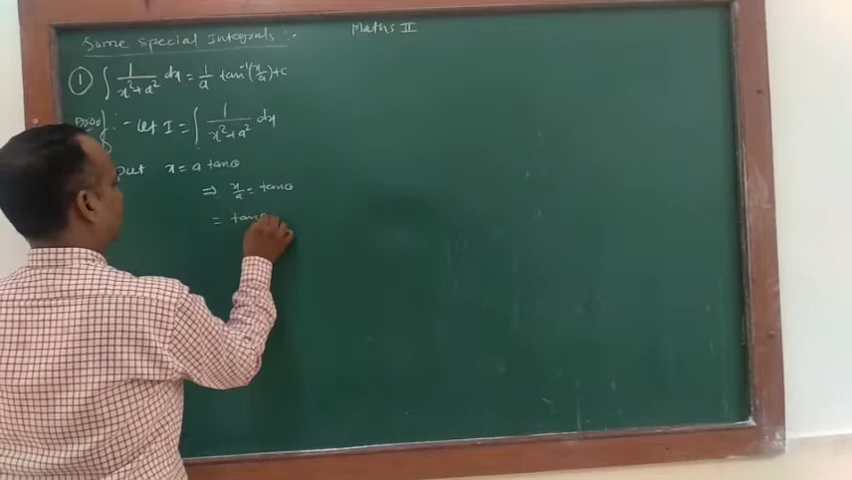 Some Special Integrals :-
Maths II
① ∫ 1/(x²+a²) dx = 1/a tan⁻¹(x/a)+c
Proof :- Let I = ∫ 1/(x²+a²) dx
put x = a tanθ
⇒ x/a = tanθ
= tan